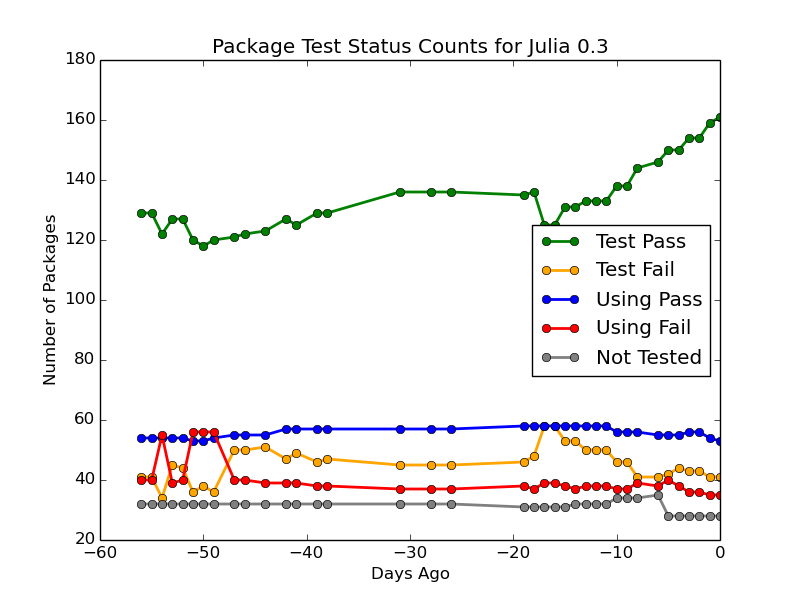 Package Test Status Counts for Julia 0.3
180
160
140
120
100
80
60
40
20
Number of Packages
Test Pass
Test Fail
Using Pass
Using Fail
Not Tested
−60 −50 −40 −30 −20 −10 0
Days Ago